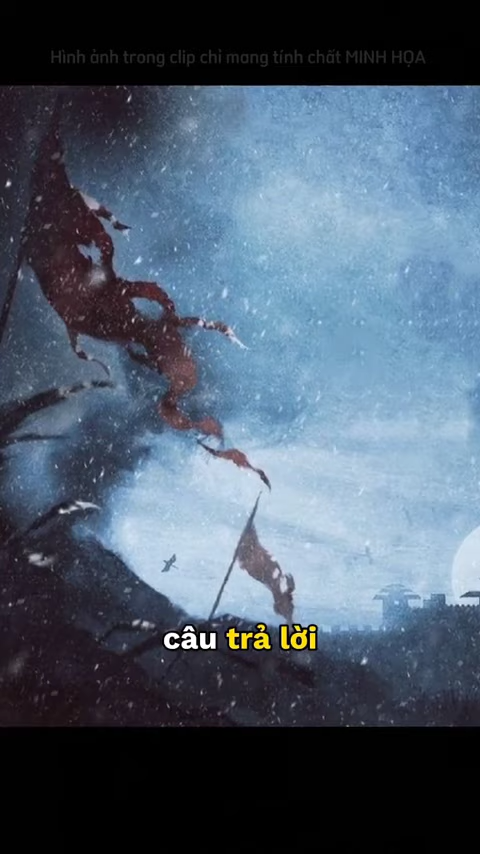 Hình ảnh trong clip chỉ mang tính chất MINH HỌA
câu trả lời